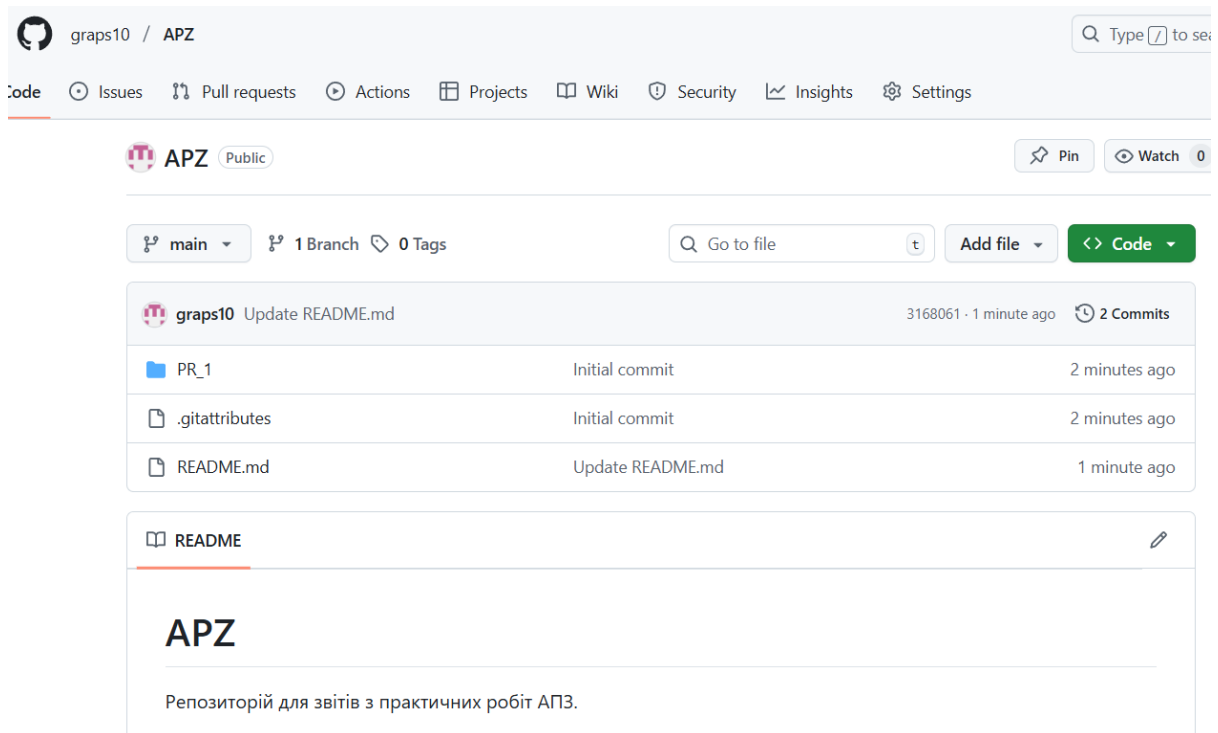 graps10 / APZ
Type / to sea
Code Issues Pull requests Actions Projects Wiki Security Insights Settings
APZ Public Pin Watch 0
main 1 Branch 0 Tags Go to file t Add file Code
graps10 Update README.md 3168061 · 1 minute ago 2 Commits
PR_1 Initial commit 2 minutes ago
.gitattributes Initial commit 2 minutes ago
README.md Update README.md 1 minute ago
README
APZ
Репозиторій для звітів з практичних робіт АПЗ.